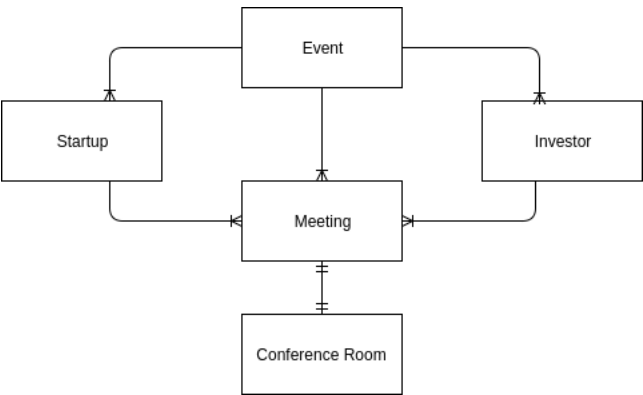 Event
Startup
Investor
Meeting
Conference Room